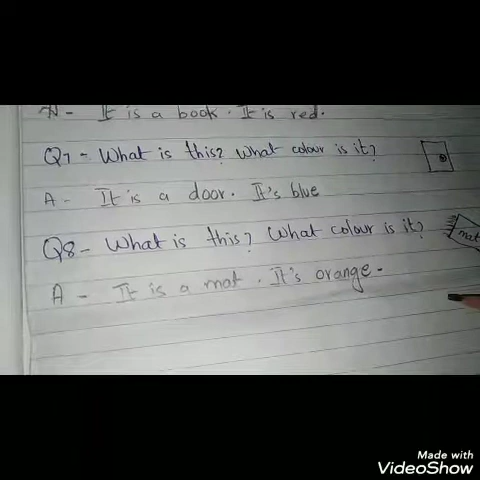 A- It is a book. It is red.
Q7- What is this? What colour is it?
A- It is a door. It's blue
Q8- What is this? What colour is it?
mat
A - It is a mat. It's orange.
Made with
VideoShow